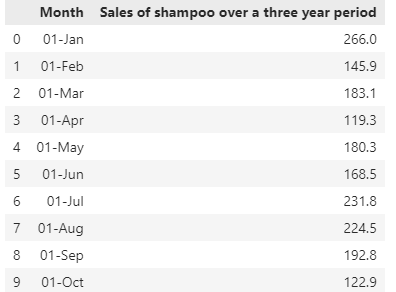 Month Sales of shampoo over a three year period
0 01-Jan 266.0
1 01-Feb 145.9
2 01-Mar 183.1
3 01-Apr 119.3
4 01-May 180.3
5 01-Jun 168.5
6 01-Jul 231.8
7 01-Aug 224.5
8 01-Sep 192.8
9 01-Oct 122.9